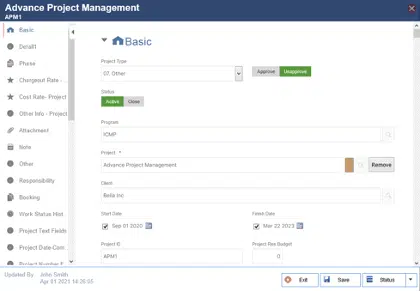 Advance Project Management
APM1
Basic
Detail1
Phase
Chargeout Rate - ...
Cost Rate - Project
Other Info - Project
Attachment
Note
Other
Responsibility
Booking
Work Status Hist
Project Text Fields
Project Date Com...
Project Number F
Basic
Project Type
07. Other
Approve
Unapprove
Status
Active
Close
Program
ICMP
Project *
Advance Project Management
Remove
Client
Start Date
Finish Date
Sep 01 2020
Mar 22 2023
Project ID
Project Rev Budget
APM1
0
Updated By
John Smith
Apr 01 2021 14:26:05
Exit
Save
Status